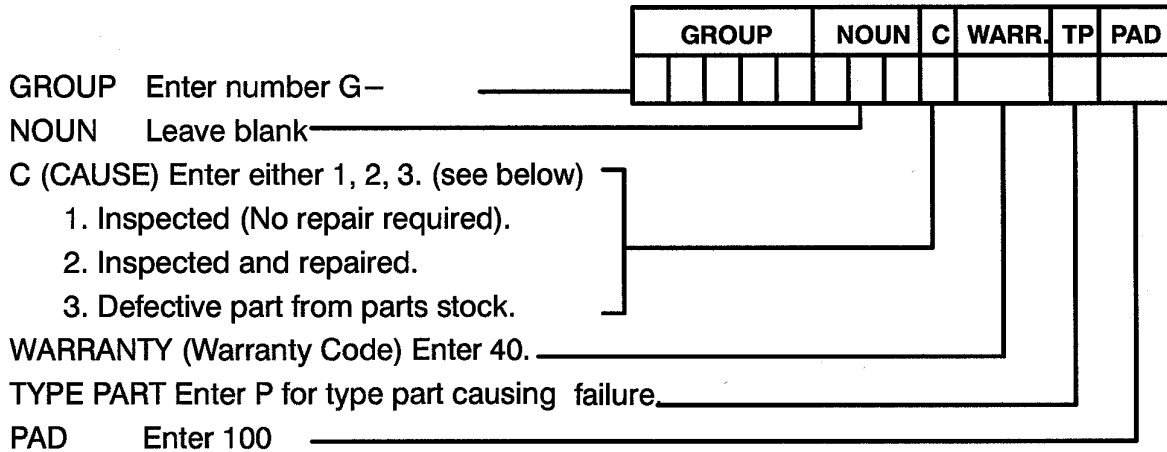 GROUP NOUN C WARR. TP PAD
GROUP Enter number G–
NOUN Leave blank
C (CAUSE) Enter either 1, 2, 3. (see below)
1. Inspected (No repair required).
2. Inspected and repaired.
3. Defective part from parts stock.
WARRANTY (Warranty Code) Enter 40.
TYPE PART Enter P for type part causing failure.
PAD Enter 100